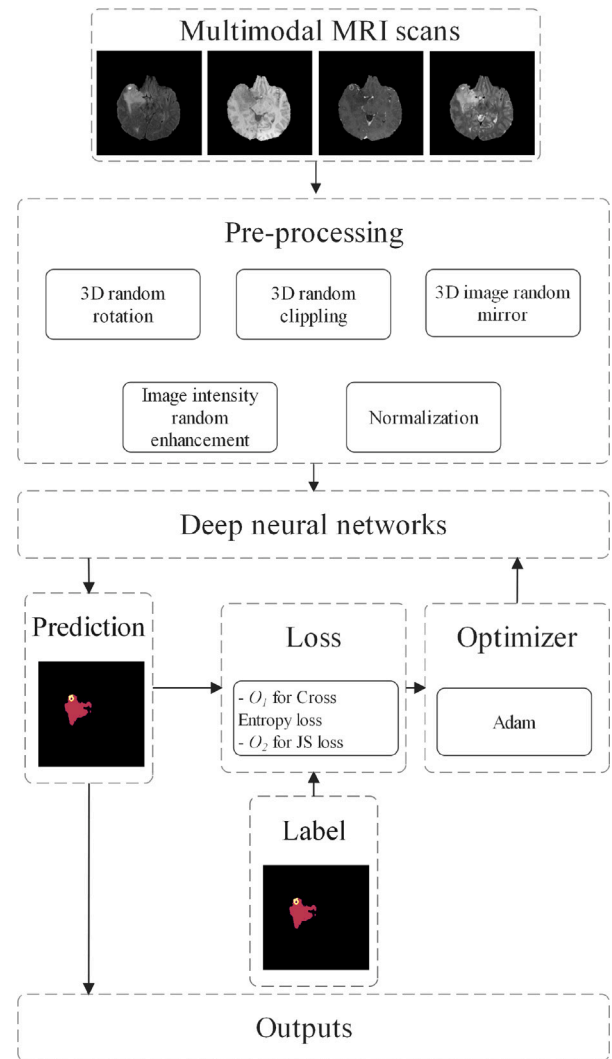 Multimodal MRI scans
Pre-processing
3D random
rotation
3D random
clippling
3D image random
mirror
Image intensity
random
enhancement
Normalization
Deep neural networks
Prediction
Loss
- O₁ for Cross
Entropy loss
- O₂ for JS loss
Optimizer
Adam
Label
Outputs